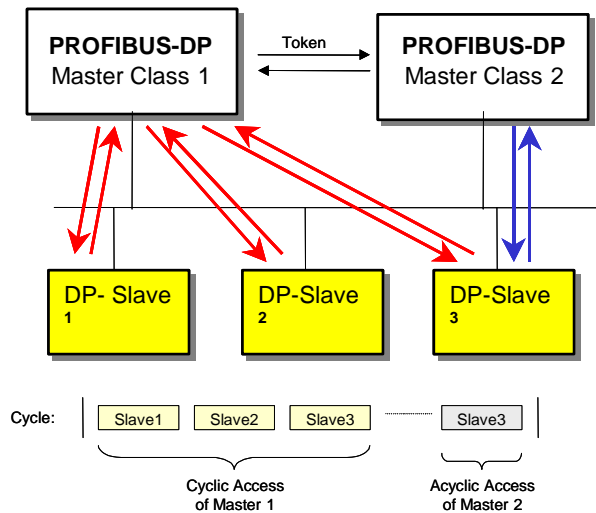 PROFIBUS-DP
Master Class 1
Token
PROFIBUS-DP
Master Class 2
DP- Slave
1
DP-Slave
2
DP-Slave
3
Cycle:
Slave1
Slave2
Slave3
Slave3
Cyclic Access
of Master 1
Acyclic Access
of Master 2